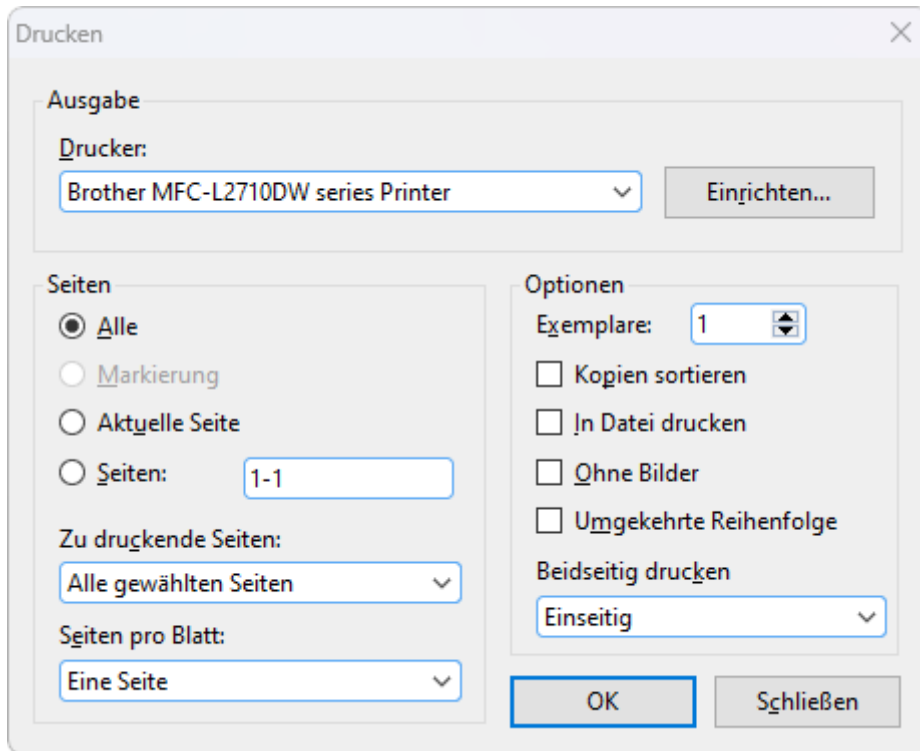 Drucken
Ausgabe
Drucker:
Brother MFC-L2710DW series Printer
Einrichten...
Seiten
Alle
Markierung
Aktuelle Seite
Seiten:
1-1
Zu druckende Seiten:
Alle gewählten Seiten
Seiten pro Blatt:
Eine Seite
Optionen
Exemplare:
1
Kopien sortieren
In Datei drucken
Ohne Bilder
Umgekehrte Reihenfolge
Beidseitig drucken
Einseitig
OK
Schließen